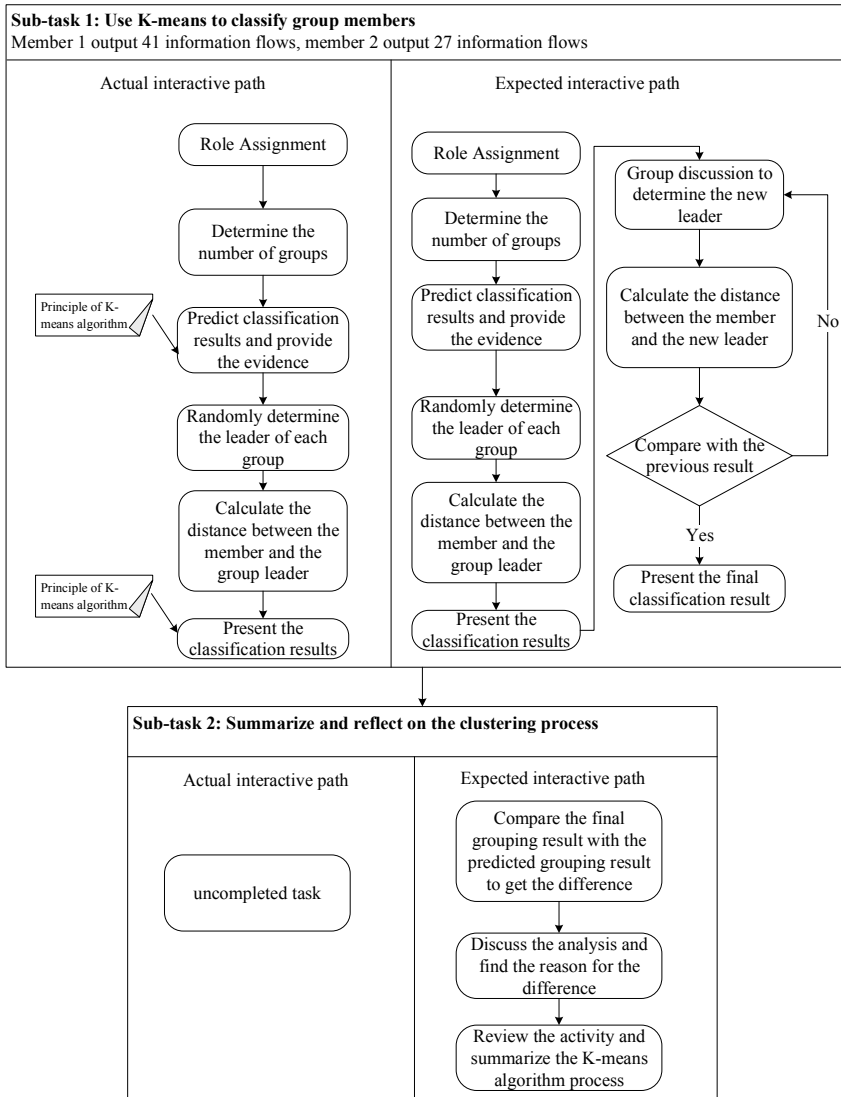 Sub-task 1: Use K-means to classify group members
Member 1 output 41 information flows, member 2 output 27 information flows
Actual interactive path
Role Assignment
Determine the
number of groups
Principle of K-
means algorithm
Predict classification
results and provide
the evidence
Randomly determine
the leader of each
group
Calculate the
distance between the
member and the
group leader
Principle of K-
means algorithm
Present the
classification results
Expected interactive path
Role Assignment
Determine the
number of groups
Predict classification
results and provide
the evidence
Randomly determine
the leader of each
group
Calculate the
distance between the
member and the
group leader
Present the
classification results
Group discussion to
determine the new
leader
Calculate the distance
between the member
and the new leader
No
Compare with the
previous result
Yes
Present the final
classification result
Sub-task 2: Summarize and reflect on the clustering process
Actual interactive path
uncompleted task
Expected interactive path
Compare the final
grouping result with the
predicted grouping result
to get the difference
Discuss the analysis and
find the reason for the
difference
Review the activity and
summarize the K-means
algorithm process